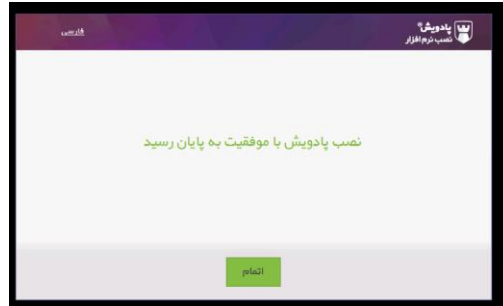 پادویش®
نصب نرم افزار
فارسی
نصب پادویش با موفقیت به پایان رسید
اتمام